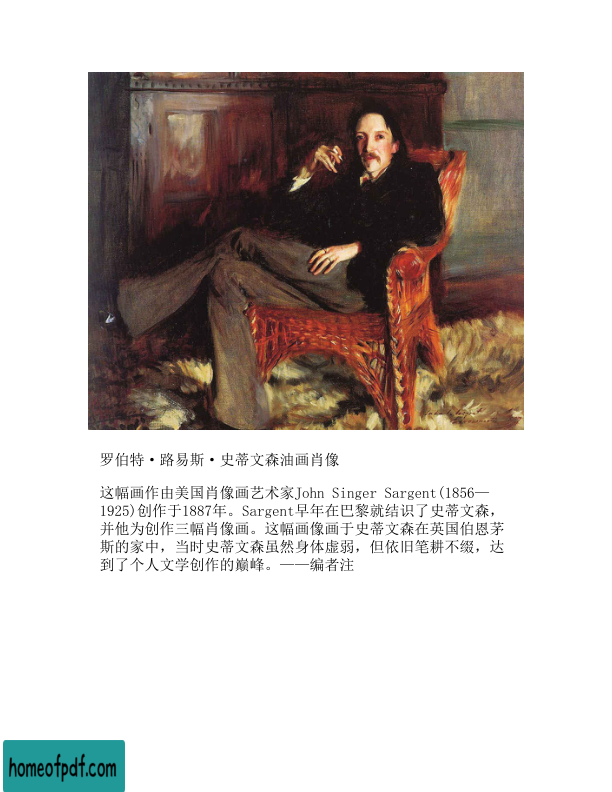 罗伯特·路易斯·史蒂文森油画肖像
这幅画作由美国肖像画艺术家John Singer Sargent(1856—
1925)创作于1887年。Sargent早年在巴黎就结识了史蒂文森，
并他为创作三幅肖像画。这幅画像画于史蒂文森在英国伯恩茅
斯的家中，当时史蒂文森虽然身体虚弱，但依旧笔耕不缀，达
到了个人文学创作的巅峰。——编者注
homeofpdf.com